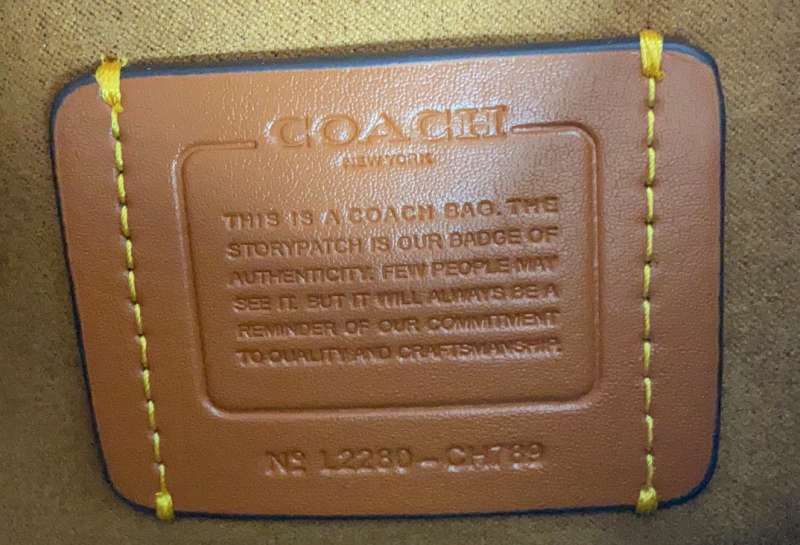 COACH
NEW YORK
THIS IS A COACH BAG. THE
STORYPATCH IS OUR BADGE OF
AUTHENTICITY. FEW PEOPLE MAY
SEE IT. BUT IT WILL ALWAYS BE A
REMINDER OF OUR COMMITMENT
TO QUALITY AND CRAFTSMANSHIP.
Nº L2280-CH789